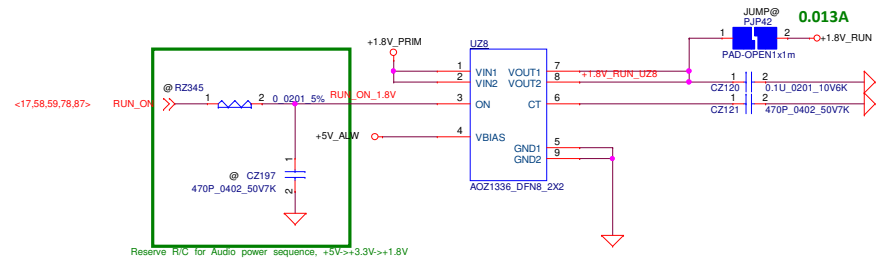 JUMP@
PJP42
0.013A
1
2
+1.8V_RUN
PAD-OPEN1x1m
+1.8V_PRIM
UZ8
1
VIN1
VOUT1
7
2
VIN2
VOUT2
8
+1.8V_RUN_UZ8
CZ120
1
2
0.1U_0201_10V6K
@ RZ345
<17,58,59,78,87>
RUN_ON
1
2
0_0201_5%
RUN_ON_1.8V
3
ON
CT
6
CZ121
1
2
470P_0402_50V7K
+5V_ALW
4
VBIAS
GND1
5
GND2
9
AOZ1336_DFN8_2X2
1
@ CZ197
470P_0402_50V7K
2
Reserve R/C for Audio power sequence, +5V->+3.3V->+1.8V